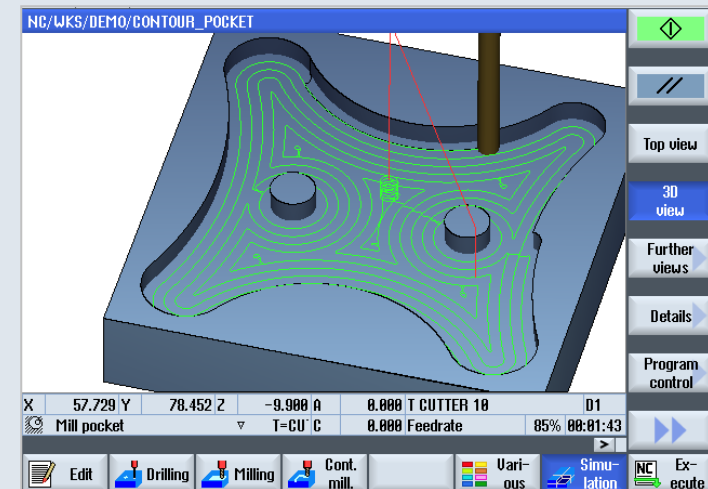 NC/WKS/DEMO/CONTOUR_POCKET
Top view
3D
view
Further
views
Details
Program
control
X 57.729 Y 78.452 Z -9.900 A 0.000 T CUTTER 10 D1
Mill pocket T=CU C 0.000 Feedrate 85% 00:01:43
Edit
Drilling
Milling
Cont.
mill.
Vari-
ous
Simu-
lation
NC
Ex-
ecute